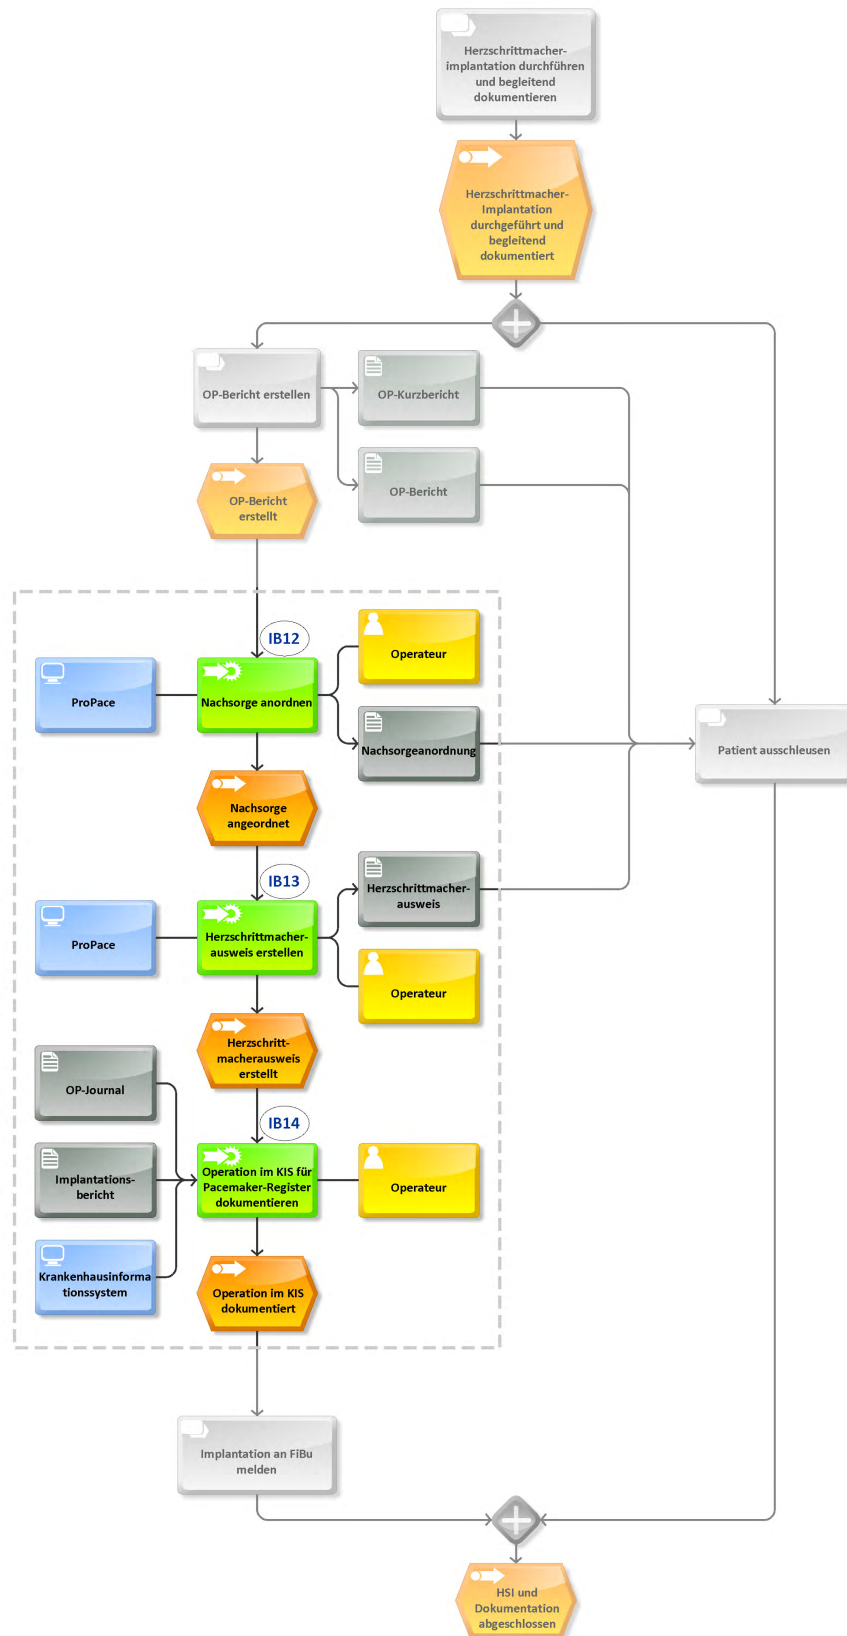 Herzschrittmacher-
implantation durchführen
und begleitend
dokumentieren
Herzschrittmacher-
Implantation
durchgeführt und
begleitend
dokumentiert
OP-Bericht erstellen
OP-Kurzbericht
OP-Bericht
OP-Bericht
erstellt
IB12
Operateur
ProPace
Nachsorge anordnen
Nachsorgeanordnung
Patient ausschleusen
Nachsorge
angeordnet
IB13
Herzschrittmacher-
ausweis
ProPace
Herzschrittmacher-
ausweis erstellen
Operateur
Herzschritt-
macherausweis
erstellt
OP-Journal
IB14
Implantations-
bericht
Operation im KIS für
Pacemaker-Register
dokumentieren
Operateur
Krankenhausinforma
tionssystem
Operation im KIS
dokumentiert
Implantation an FiBu
melden
HSI und
Dokumentation
abgeschlossen